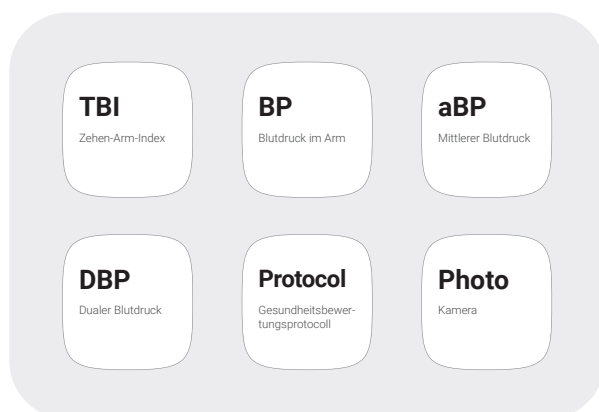 TBI
Zehen-Arm-Index
BP
Blutdruck im Arm
aBP
Mittlerer Blutdruck
DBP
Dualer Blutdruck
Protocol
Gesundheitsbewer-
tungsprotocoll
Photo
Kamera